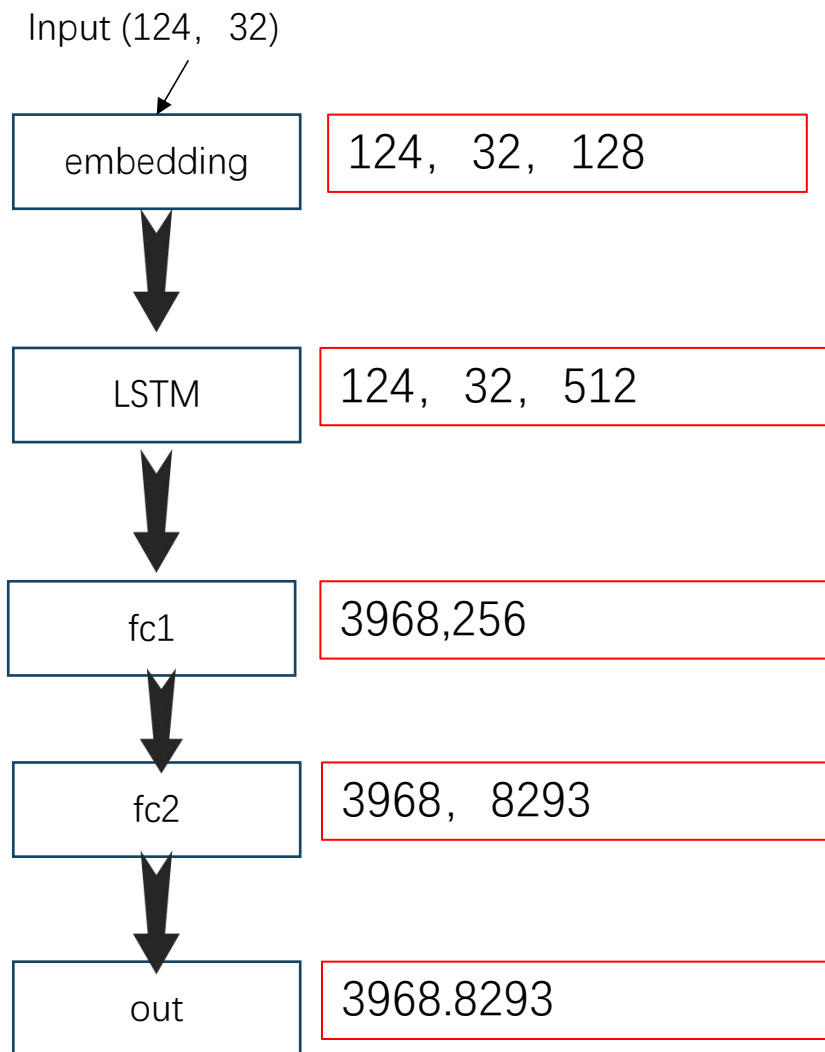 Input (124, 32)
embedding
124, 32, 128
LSTM
124, 32, 512
fc1
3968,256
fc2
3968, 8293
out
3968.8293